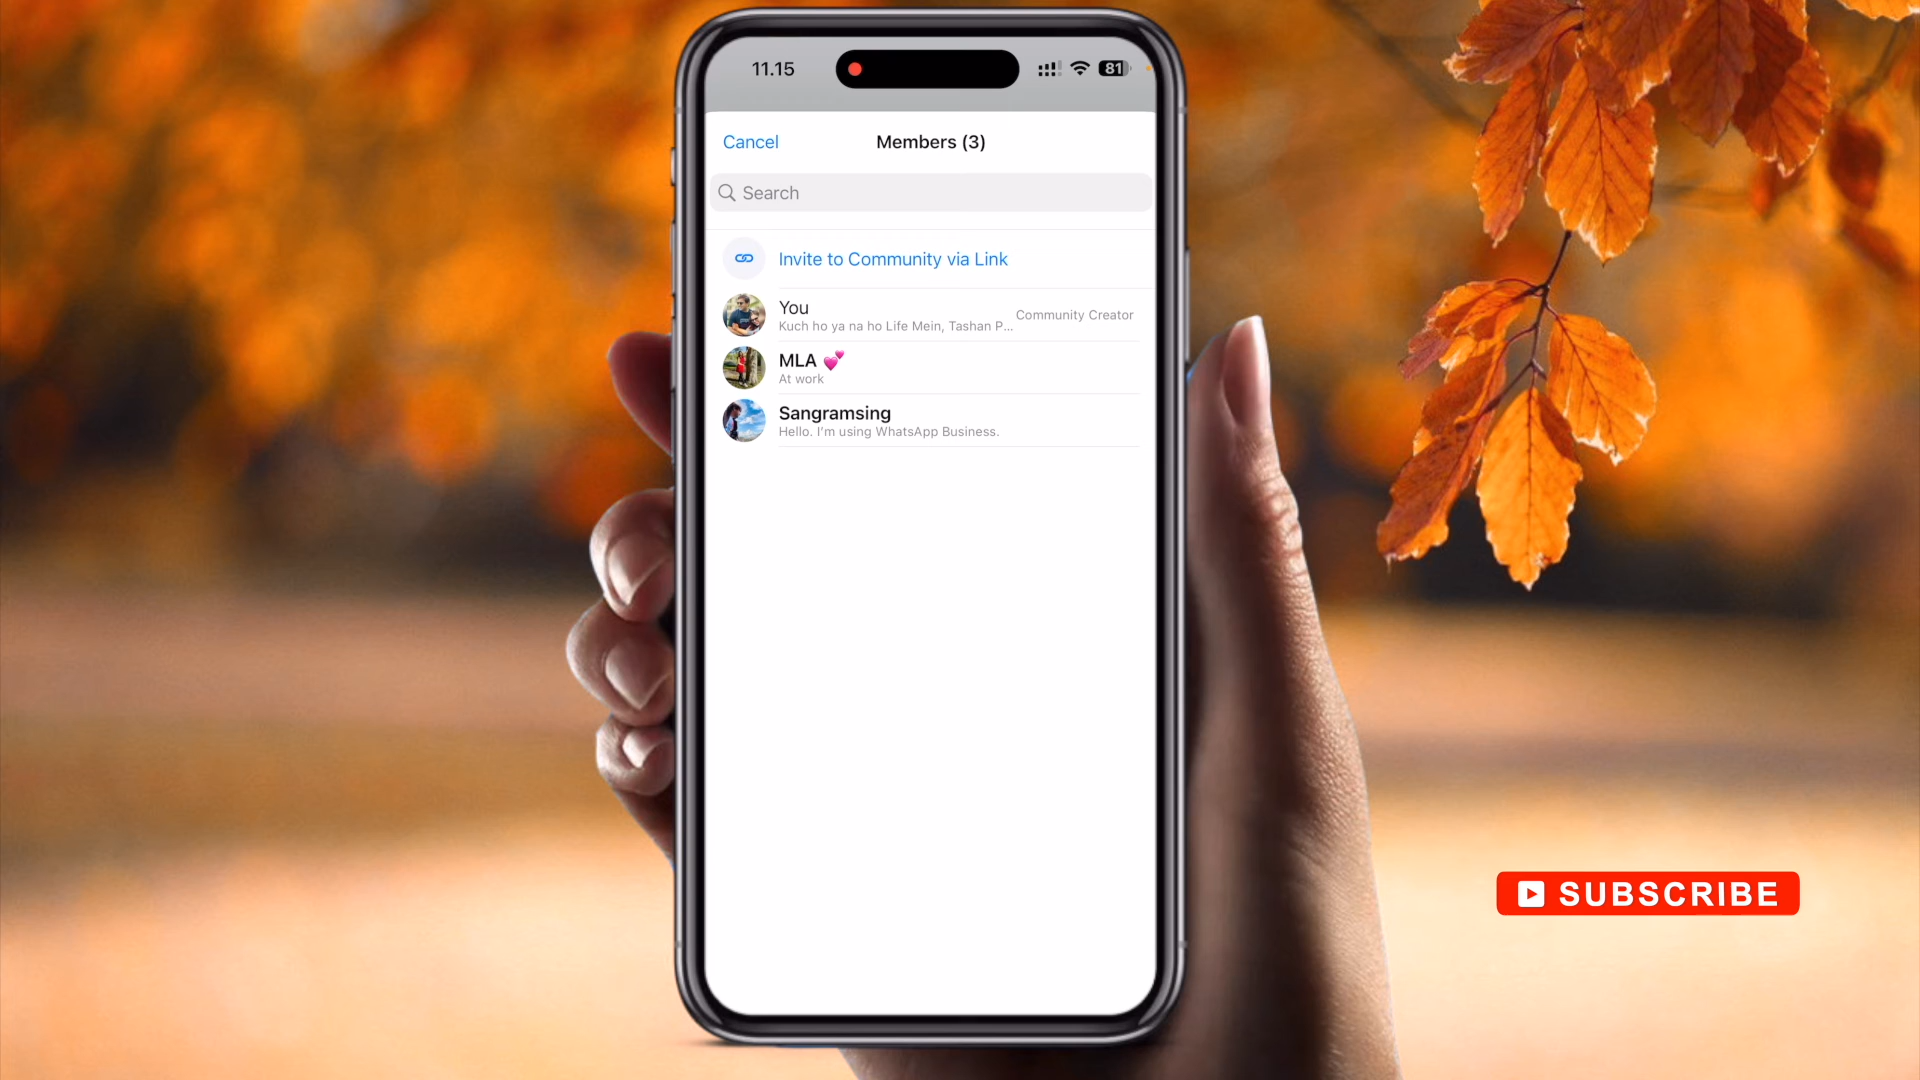 11.15
81
Cancel
Members (3)
Search
Invite to Community via Link
You
Kuch ho ya na ho Life Mein, Tashan P...
Community Creator
MLA 💕
At work
Sangramsing
Hello. I'm using WhatsApp Business.
SUBSCRIBE